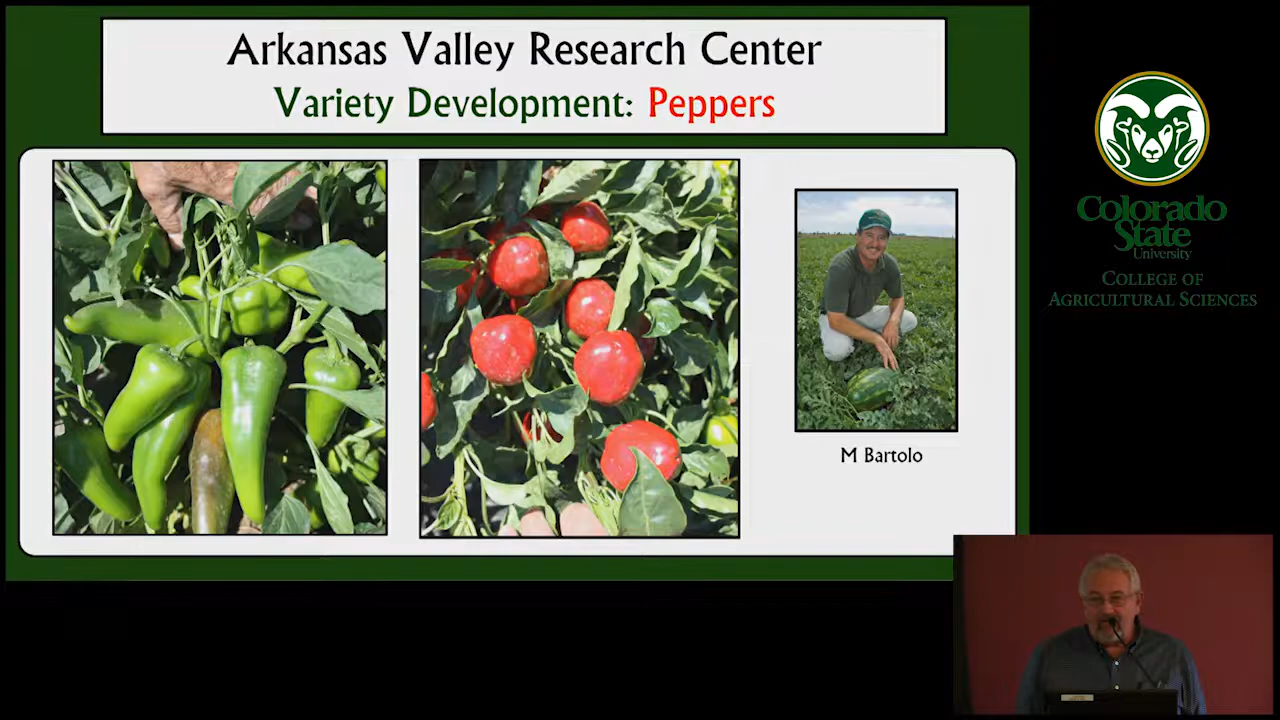 Arkansas Valley Research Center
Variety Development: Peppers
M Bartolo
Colorado
State
University
COLLEGE OF
AGRICULTURAL SCIENCES